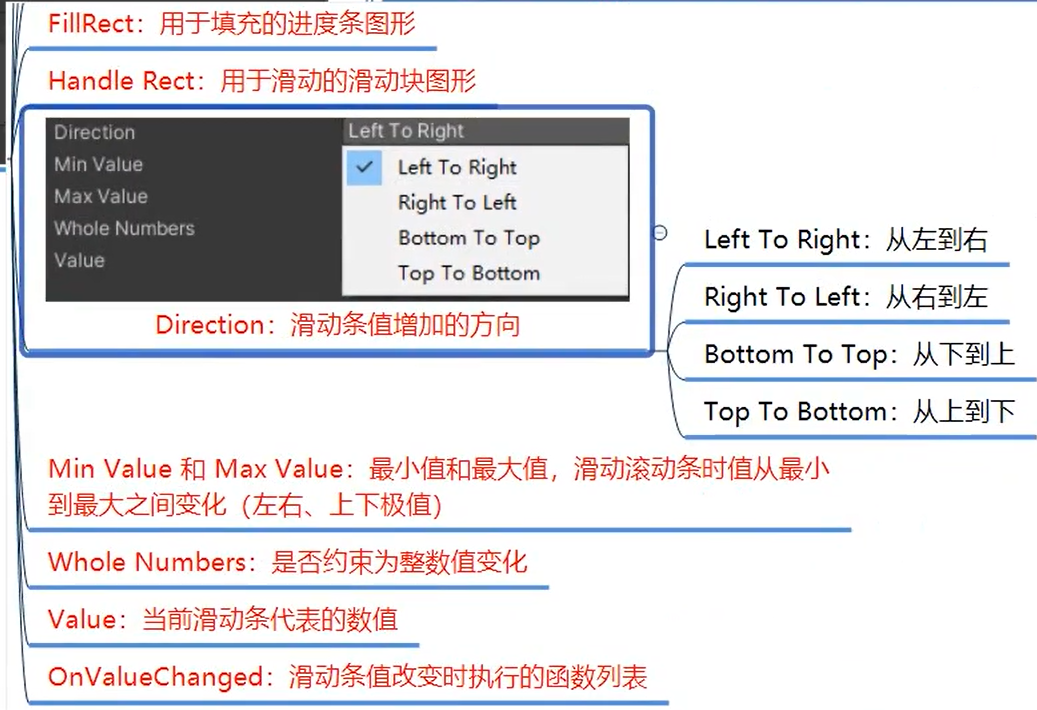 FillRect：用于填充的进度条图形
Handle Rect：用于滑动的滑动块图形
Direction
Left To Right
Min Value
Max Value
Whole Numbers
Value
Left To Right
Right To Left
Bottom To Top
Top To Bottom
Direction：滑动条值增加的方向
Left To Right：从左到右
Right To Left：从右到左
Bottom To Top：从下到上
Top To Bottom：从上到下
Min Value 和 Max Value：最小值和最大值，滑动滚动条时值从最小
到最大之间变化（左右、上下极值）
Whole Numbers：是否约束为整数值变化
Value：当前滑动条代表的数值
OnValueChanged：滑动条值改变时执行的函数列表